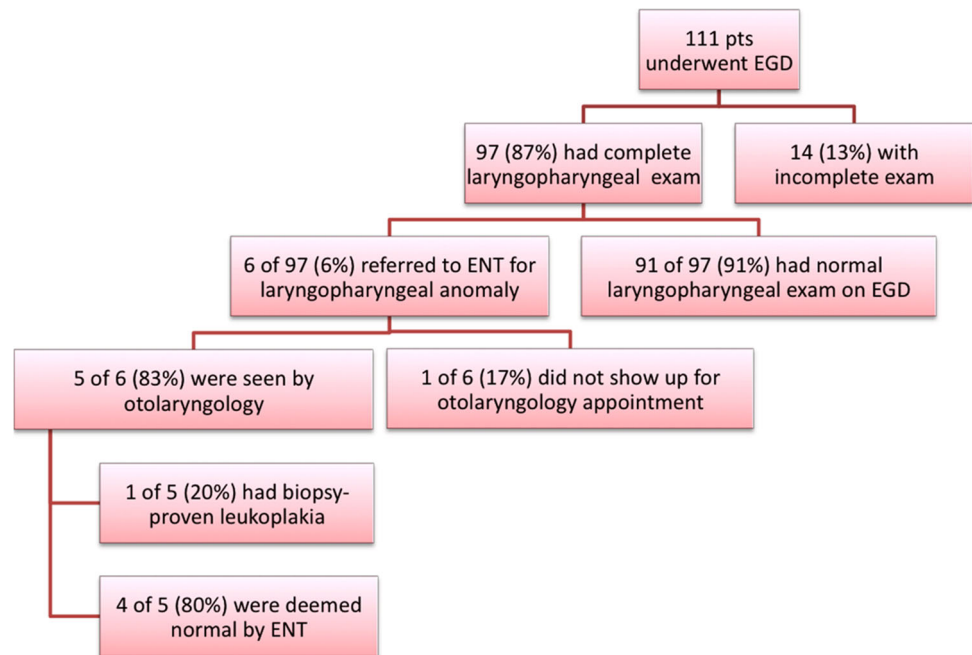 111 pts
underwent EGD
97 (87%) had complete
laryngopharyngeal exam
14 (13%) with
incomplete exam
6 of 97 (6%) referred to ENT for
laryngopharyngeal anomaly
91 of 97 (91%) had normal
laryngopharyngeal exam on EGD
5 of 6 (83%) were seen by
otolaryngology
1 of 6 (17%) did not show up for
otolaryngology appointment
1 of 5 (20%) had biopsy-
proven leukoplakia
4 of 5 (80%) were deemed
normal by ENT